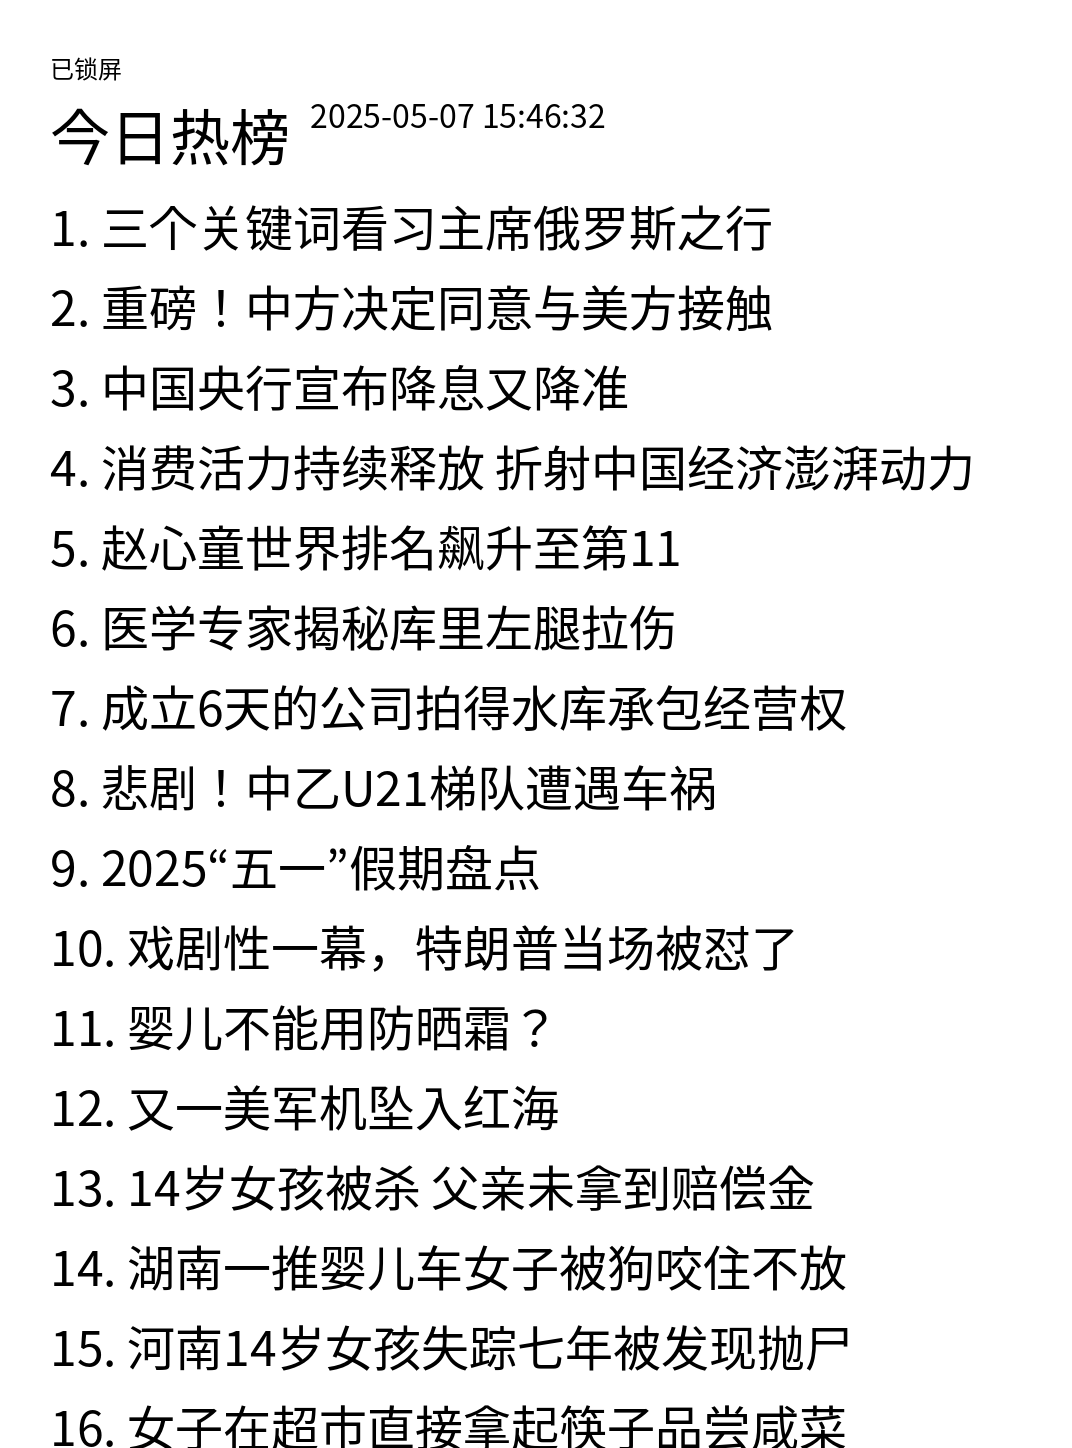 已锁屏
今日热榜 2025-05-07 15:46:32
1. 三个关键词看习主席俄罗斯之行
2. 重磅！中方决定同意与美方接触
3. 中国央行宣布降息又降准
4. 消费活力持续释放 折射中国经济澎湃动力
5. 赵心童世界排名飙升至第11
6. 医学专家揭秘库里左腿拉伤
7. 成立6天的公司拍得水库承包经营权
8. 悲剧！中乙U21梯队遭遇车祸
9. 2025“五一”假期盘点
10. 戏剧性一幕，特朗普当场被怼了
11. 婴儿不能用防晒霜？
12. 又一美军机坠入红海
13. 14岁女孩被杀 父亲未拿到赔偿金
14. 湖南一推婴儿车女子被狗咬住不放
15. 河南14岁女孩失踪七年被发现抛尸
16. 女子在超市直接拿起筷子品尝咸菜